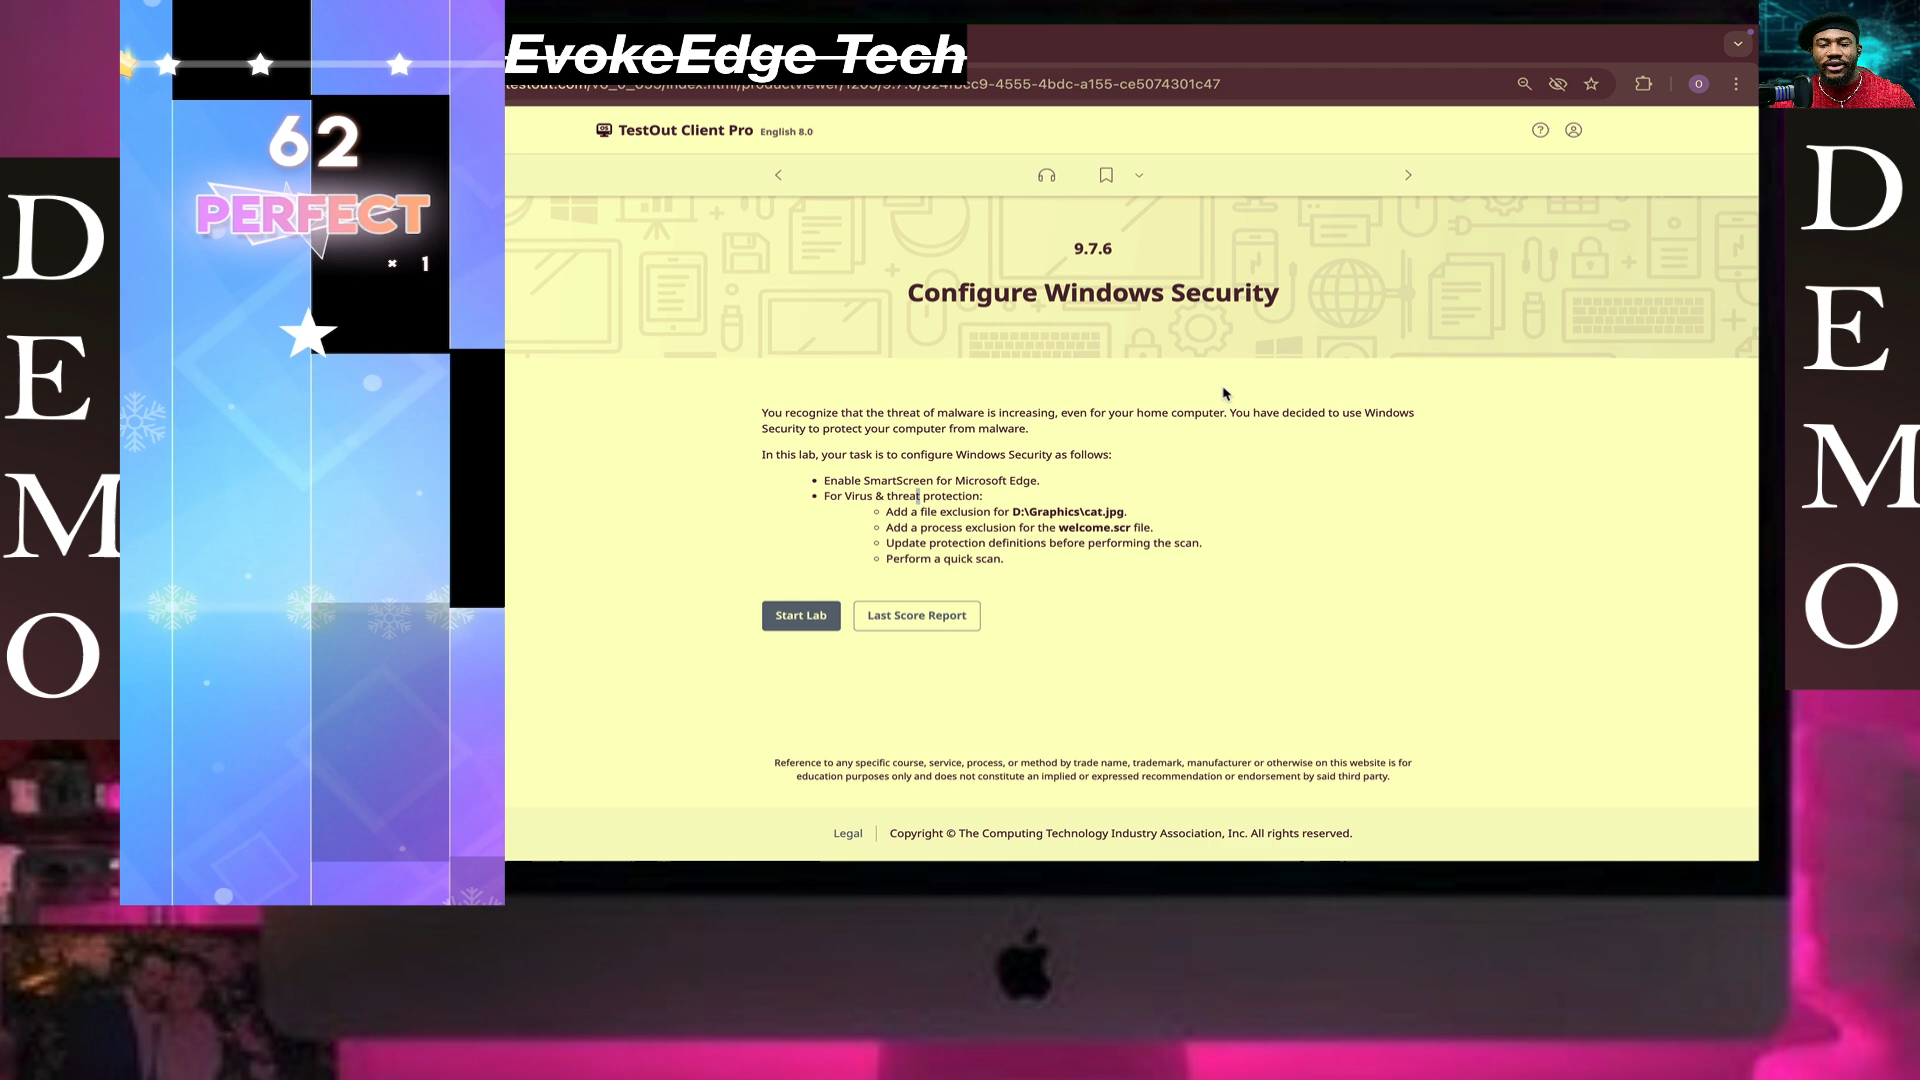 EvokeEdge Tech
62
PERFECT
× 1
DEMO
TestOut Client Pro English 8.0
9.7.6
Configure Windows Security
You recognize that the threat of malware is increasing, even for your home computer. You have decided to use Windows
Security to protect your computer from malware.
In this lab, your task is to configure Windows Security as follows:
• Enable SmartScreen for Microsoft Edge.
• For Virus & threat protection:
◦ Add a file exclusion for D:\Graphics\cat.jpg.
◦ Add a process exclusion for the welcome.scr file.
◦ Update protection definitions before performing the scan.
◦ Perform a quick scan.
Start Lab
Last Score Report
Reference to any specific course, service, process, or method by trade name, trademark, manufacturer or otherwise on this website is for
education purposes only and does not constitute an implied or expressed recommendation or endorsement by said third party.
Legal
Copyright © The Computing Technology Industry Association, Inc. All rights reserved.
DEMO